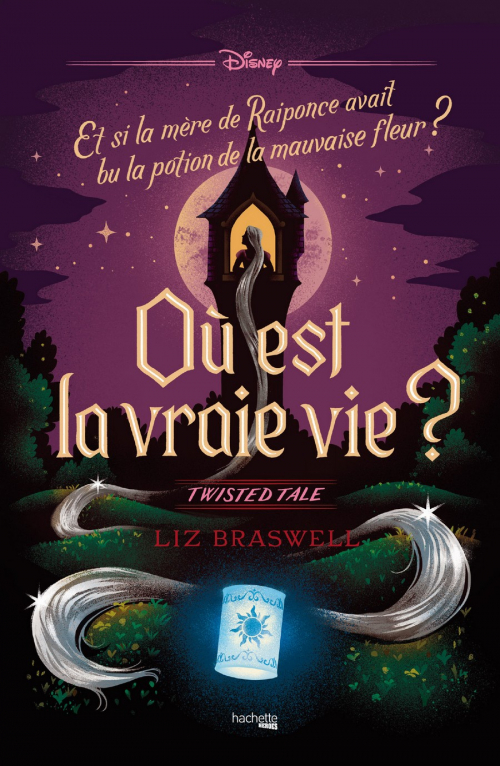 Disney
Et si la mère de Raiponce avait
bu la potion de la mauvaise fleur ?
Où est
la vraie vie ?
TWISTED TALE
LIZ BRASWELL
hachette
HEROES